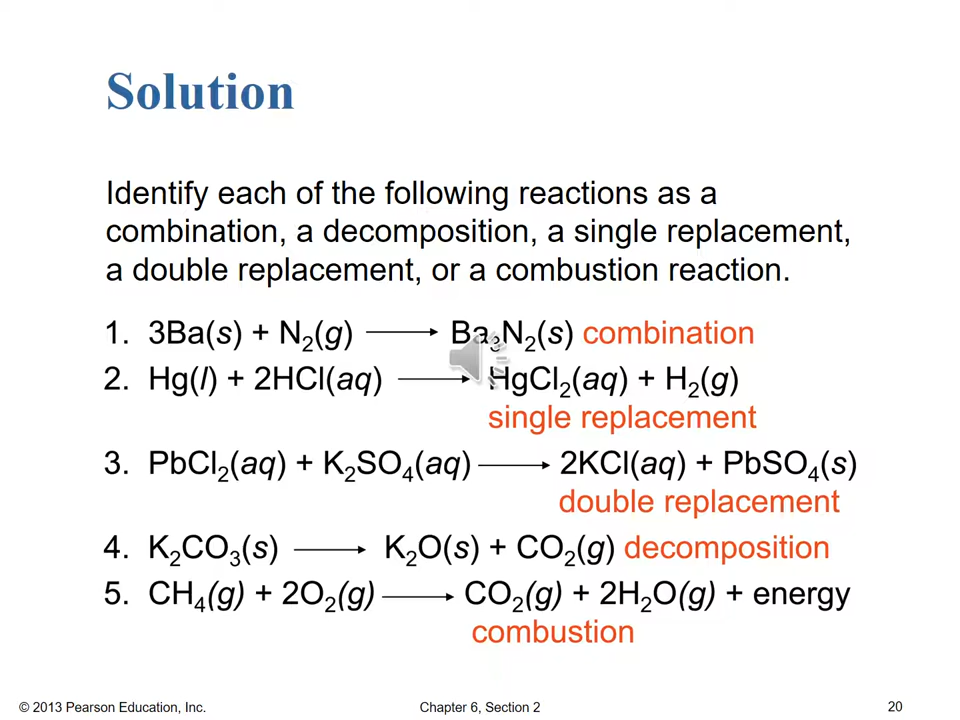 Solution
Identify each of the following reactions as a
combination, a decomposition, a single replacement,
a double replacement, or a combustion reaction.
1. 3Ba(s) + N₂(g) ⟶ Ba₃N₂(s) combination
2. Hg(l) + 2HCl(aq) ⟶ HgCl₂(aq) + H₂(g)
single replacement
3. PbCl₂(aq) + K₂SO₄(aq) ⟶ 2KCl(aq) + PbSO₄(s)
double replacement
4. K₂CO₃(s) ⟶ K₂O(s) + CO₂(g) decomposition
5. CH₄(g) + 2O₂(g) ⟶ CO₂(g) + 2H₂O(g) + energy
combustion
© 2013 Pearson Education, Inc. Chapter 6, Section 2 20